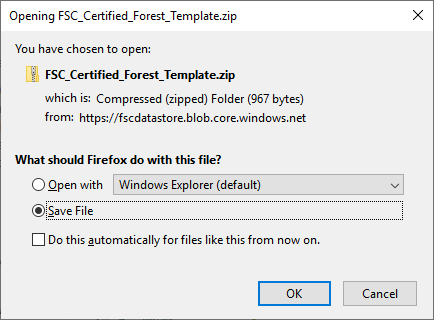 Opening FSC_Certified_Forest_Template.zip
You have chosen to open:
FSC_Certified_Forest_Template.zip
which is: Compressed (zipped) Folder (967 bytes)
from: https://fscdatastore.blob.core.windows.net
What should Firefox do with this file?
Open with Windows Explorer (default)
Save File
Do this automatically for files like this from now on.
OK Cancel